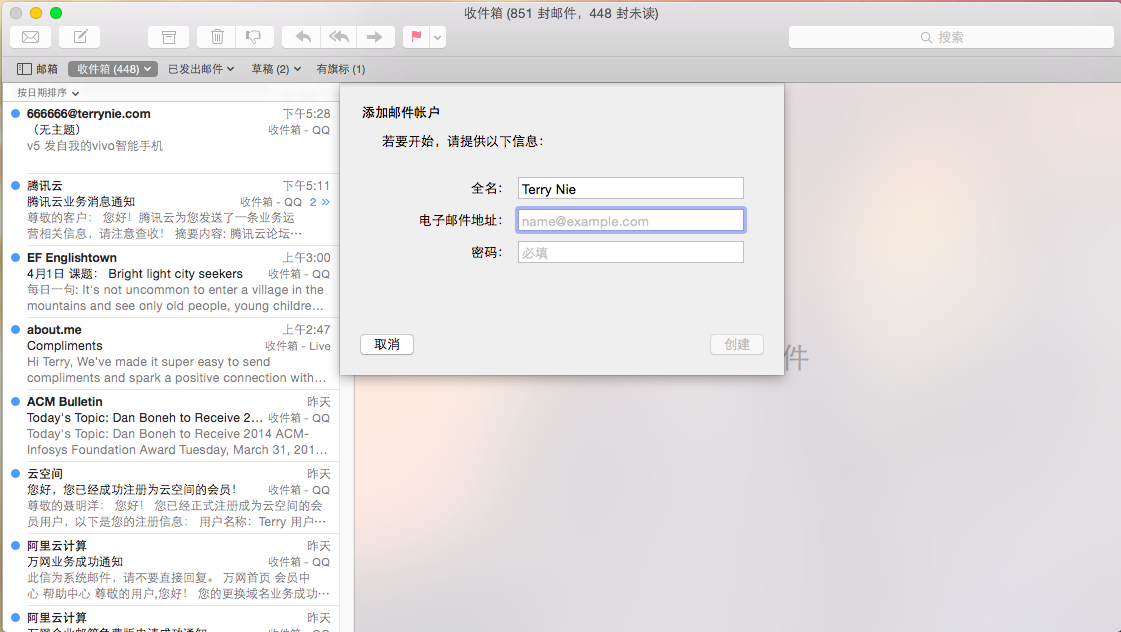 收件箱 (851 封邮件，448 封未读)
搜索
邮箱 收件箱 (448) 已发出邮件 草稿 (2) 有旗标 (1)
按日期排序
666666@terrynie.com 下午5:28
（无主题） 收件箱 - QQ
v5 发自我的vivo智能手机
腾讯云 下午5:11
腾讯云业务消息通知 收件箱 - QQ 2 »
尊敬的客户： 您好！腾讯云为您发送了一条业务运
营相关信息，请注意查收！ 摘要内容: 腾讯云论坛…
EF Englishtown 上午3:00
4月1日 课题： Bright light city seekers 收件箱 - QQ
每日一句: It's not uncommon to enter a village in the
mountains and see only old people, young childre…
about.me 上午2:47
Compliments 收件箱 - Live
Hi Terry, We've made it super easy to send
compliments and spark a positive connection with…
ACM Bulletin 昨天
Today's Topic: Dan Boneh to Receive 2… 收件箱 - QQ
Today's Topic: Dan Boneh to Receive 2014 ACM-
Infosys Foundation Award Tuesday, March 31, 201…
云空间 昨天
您好，您已经成功注册为云空间的会员！ 收件箱 - QQ
尊敬的聂明洋： 您好！ 您已经正式注册成为云空间的会
员用户，以下是您的注册信息： 用户名称：Terry 用户…
阿里云计算 昨天
万网业务成功通知 收件箱 - QQ
此信为系统邮件，请不要直接回复。 万网首页 会员中
心 帮助中心 尊敬的用户,您好！ 您的更换域名业务成功…
阿里云计算 昨天
添加邮件帐户
若要开始，请提供以下信息：
全名： Terry Nie
电子邮件地址： name@example.com
密码： 必填
取消 创建
件